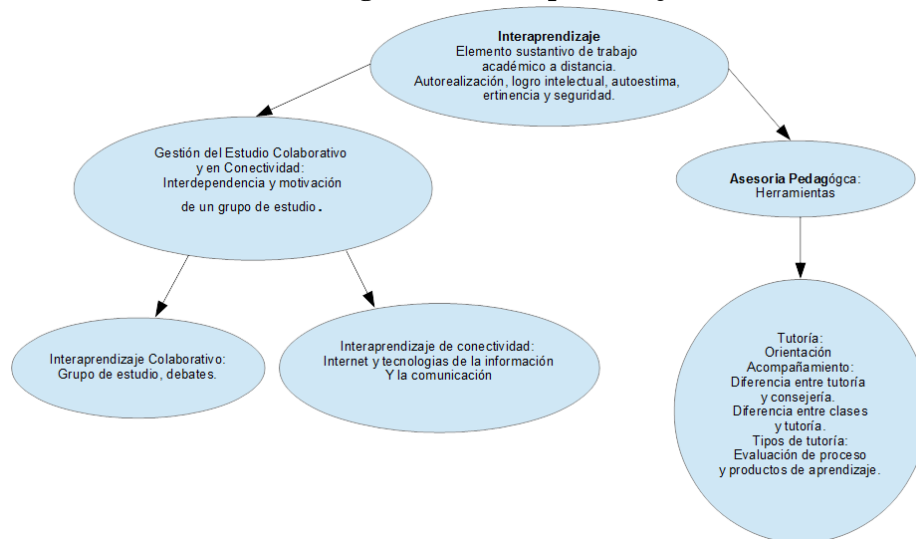 Interaprendizaje
Elemento sustantivo de trabajo
académico a distancia.
Autorealización, logro intelectual, autoestima,
ertinencia y seguridad.
Gestión del Estudio Colaborativo
y en Conectividad:
Interdependencia y motivación
de un grupo de estudio.
Asesoria Pedagógca:
Herramientas
Interaprendizaje Colaborativo:
Grupo de estudio, debates.
Interaprendizaje de conectividad:
Internet y tecnologias de la información
Y la comunicación
Tutoría:
Orientación
Acompañamiento:
Diferencia entre tutoría
y consejería.
Diferencia entre clases
y tutoría.
Tipos de tutoría:
Evaluación de proceso
y productos de aprendizaje.